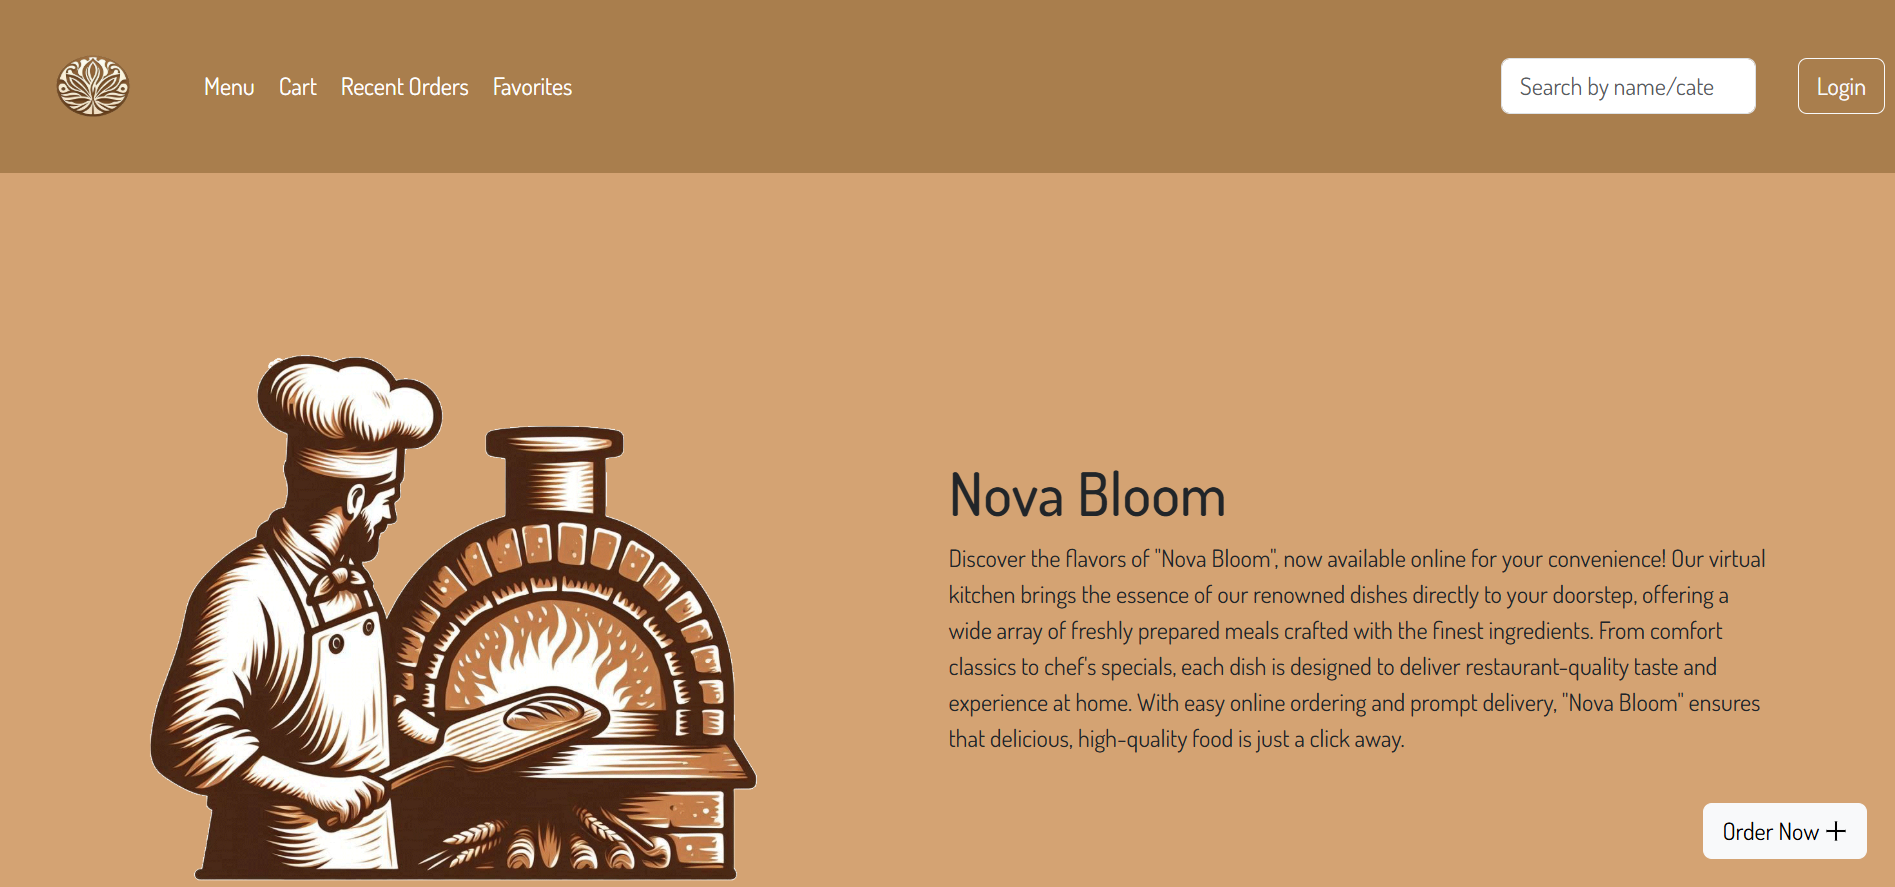 Menu Cart Recent Orders Favorites Search by name/cate Login
Nova Bloom
Discover the flavors of "Nova Bloom", now available online for your convenience! Our virtual
kitchen brings the essence of our renowned dishes directly to your doorstep, offering a
wide array of freshly prepared meals crafted with the finest ingredients. From comfort
classics to chef's specials, each dish is designed to deliver restaurant-quality taste and
experience at home. With easy online ordering and prompt delivery, "Nova Bloom" ensures
that delicious, high-quality food is just a click away.
Order Now +